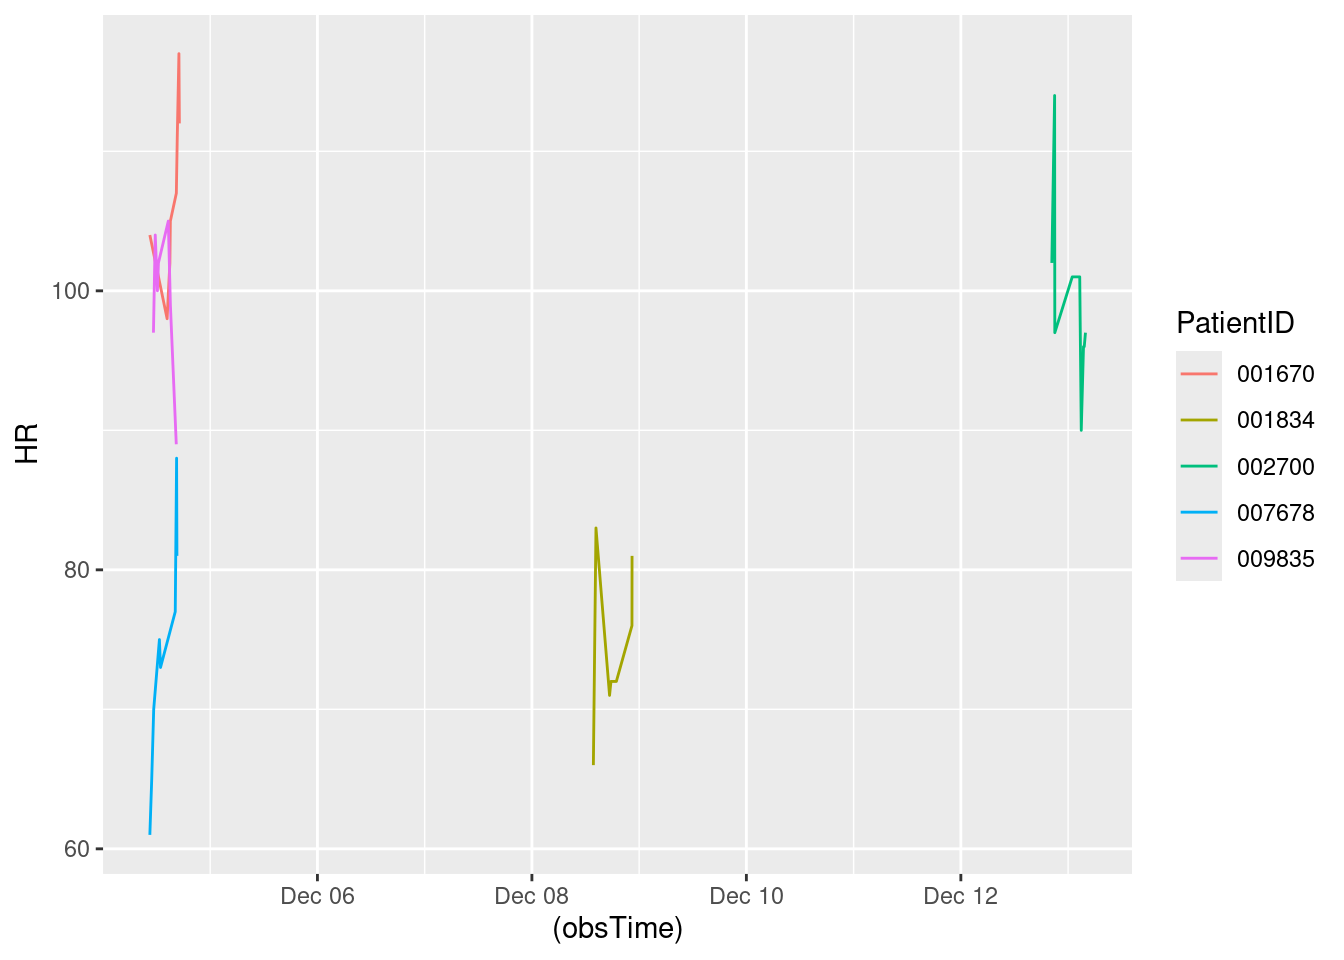 HR
100
80
60
Dec 06
Dec 08
Dec 10
Dec 12
(obsTime)
PatientID
001670
001834
002700
007678
009835